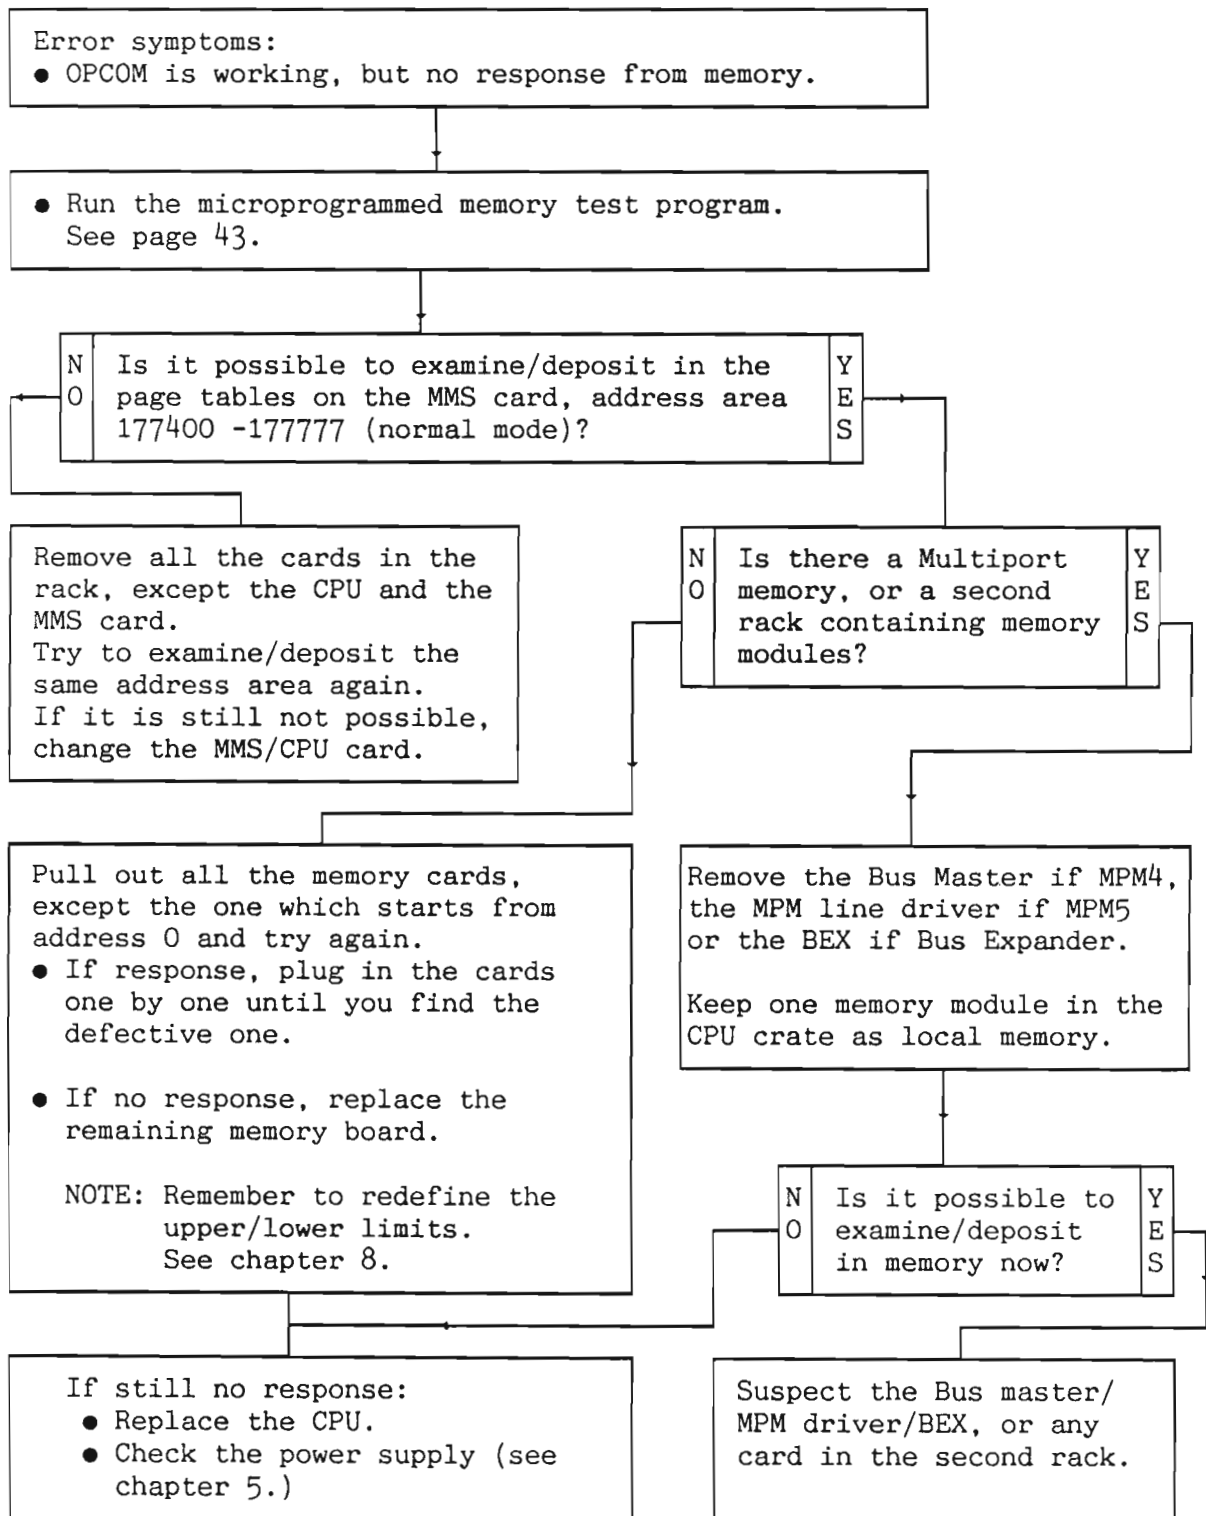 Error symptoms:
● OPCOM is working, but no response from memory.
● Run the microprogrammed memory test program.
See page 43.
NO
Is it possible to examine/deposit in the
page tables on the MMS card, address area
177400 -177777 (normal mode)?
YES
Remove all the cards in the
rack, except the CPU and the
MMS card.
Try to examine/deposit the
same address area again.
If it is still not possible,
change the MMS/CPU card.
NO
Is there a Multiport
memory, or a second
rack containing memory
modules?
YES
Pull out all the memory cards,
except the one which starts from
address 0 and try again.
● If response, plug in the cards
one by one until you find the
defective one.
● If no response, replace the
remaining memory board.
NOTE: Remember to redefine the
upper/lower limits.
See chapter 8.
Remove the Bus Master if MPM4,
the MPM line driver if MPM5
or the BEX if Bus Expander.
Keep one memory module in the
CPU crate as local memory.
NO
Is it possible to
examine/deposit
in memory now?
YES
If still no response:
● Replace the CPU.
● Check the power supply (see
chapter 5.)
Suspect the Bus master/
MPM driver/BEX, or any
card in the second rack.